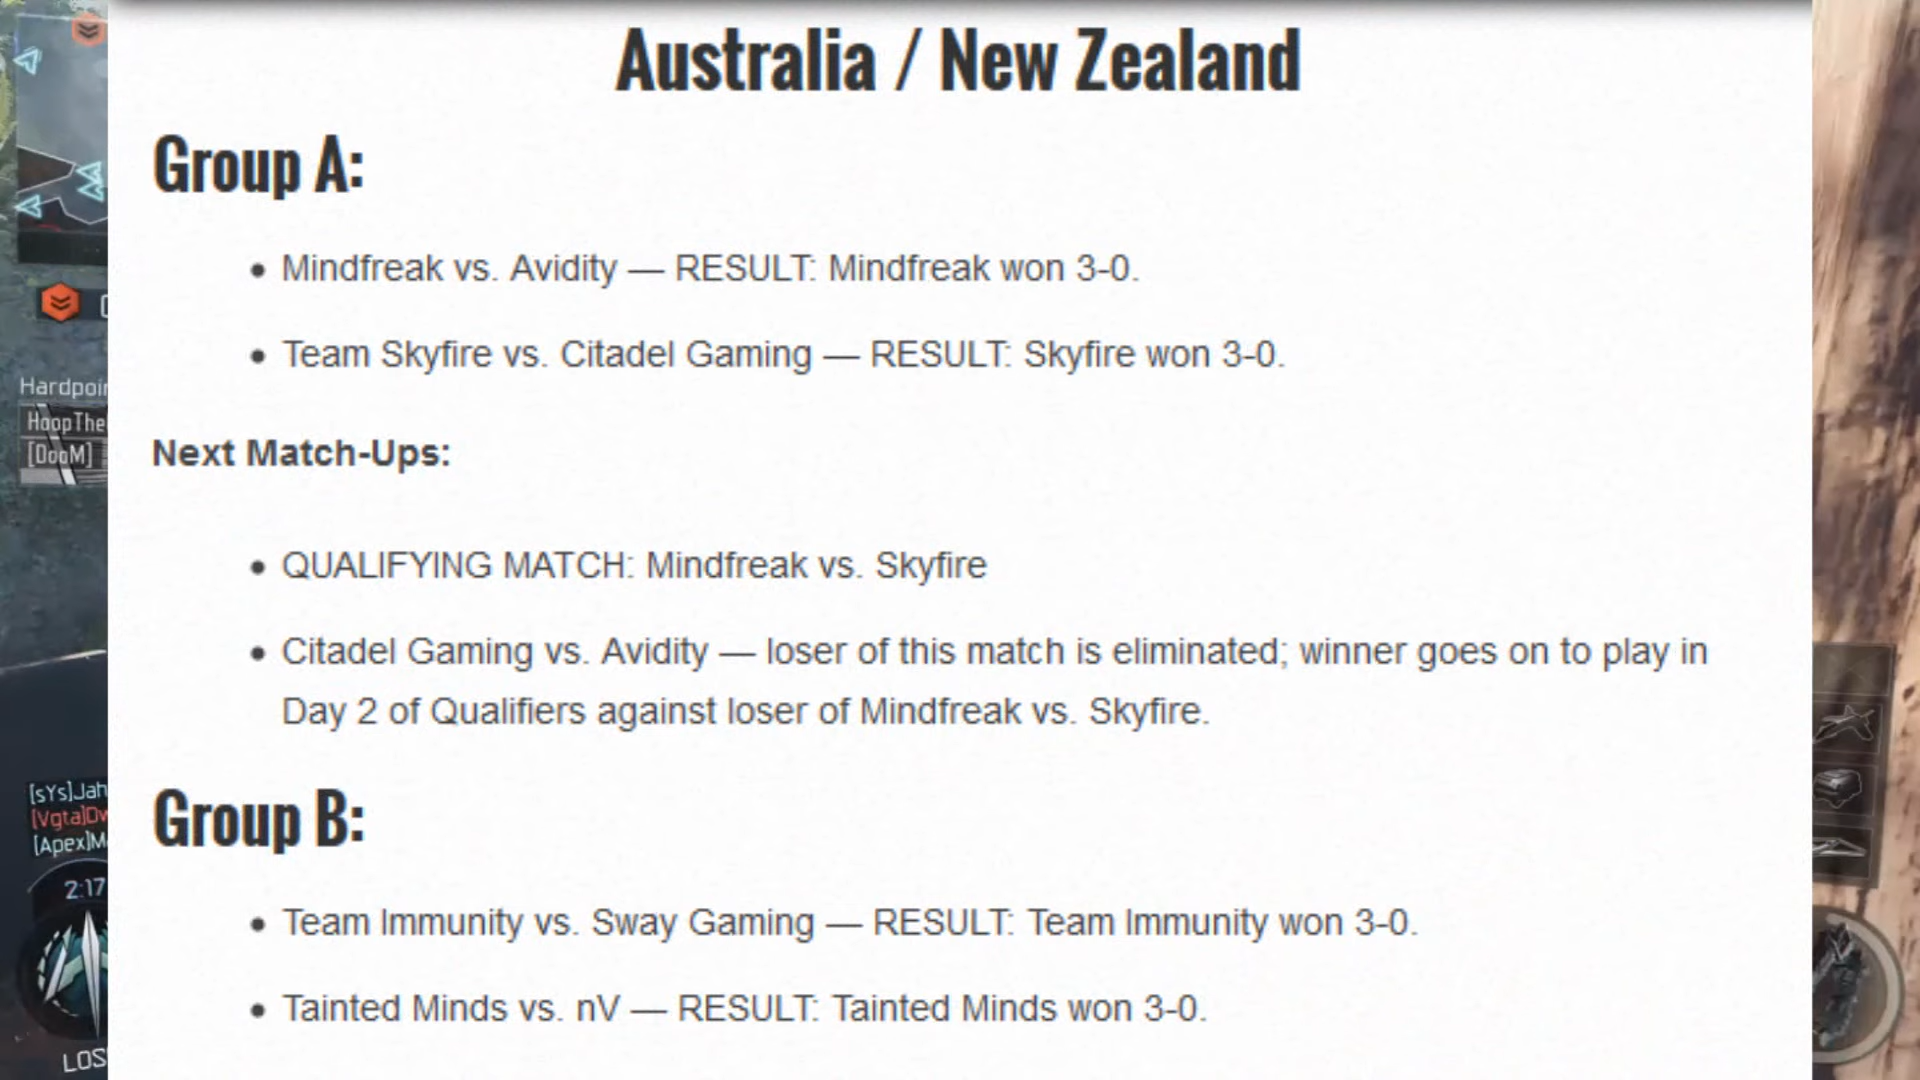 Australia / New Zealand
Group A:
Mindfreak vs. Avidity — RESULT: Mindfreak won 3-0.
Team Skyfire vs. Citadel Gaming — RESULT: Skyfire won 3-0.
Hardpoin
HoopThe
[DooM]
Next Match-Ups:
QUALIFYING MATCH: Mindfreak vs. Skyfire
Citadel Gaming vs. Avidity — loser of this match is eliminated; winner goes on to play in
Day 2 of Qualifiers against loser of Mindfreak vs. Skyfire.
[sYs]Jah
[Vgta]Dw
[Apex]M
2:17
LOS
Group B:
Team Immunity vs. Sway Gaming — RESULT: Team Immunity won 3-0.
Tainted Minds vs. nV — RESULT: Tainted Minds won 3-0.